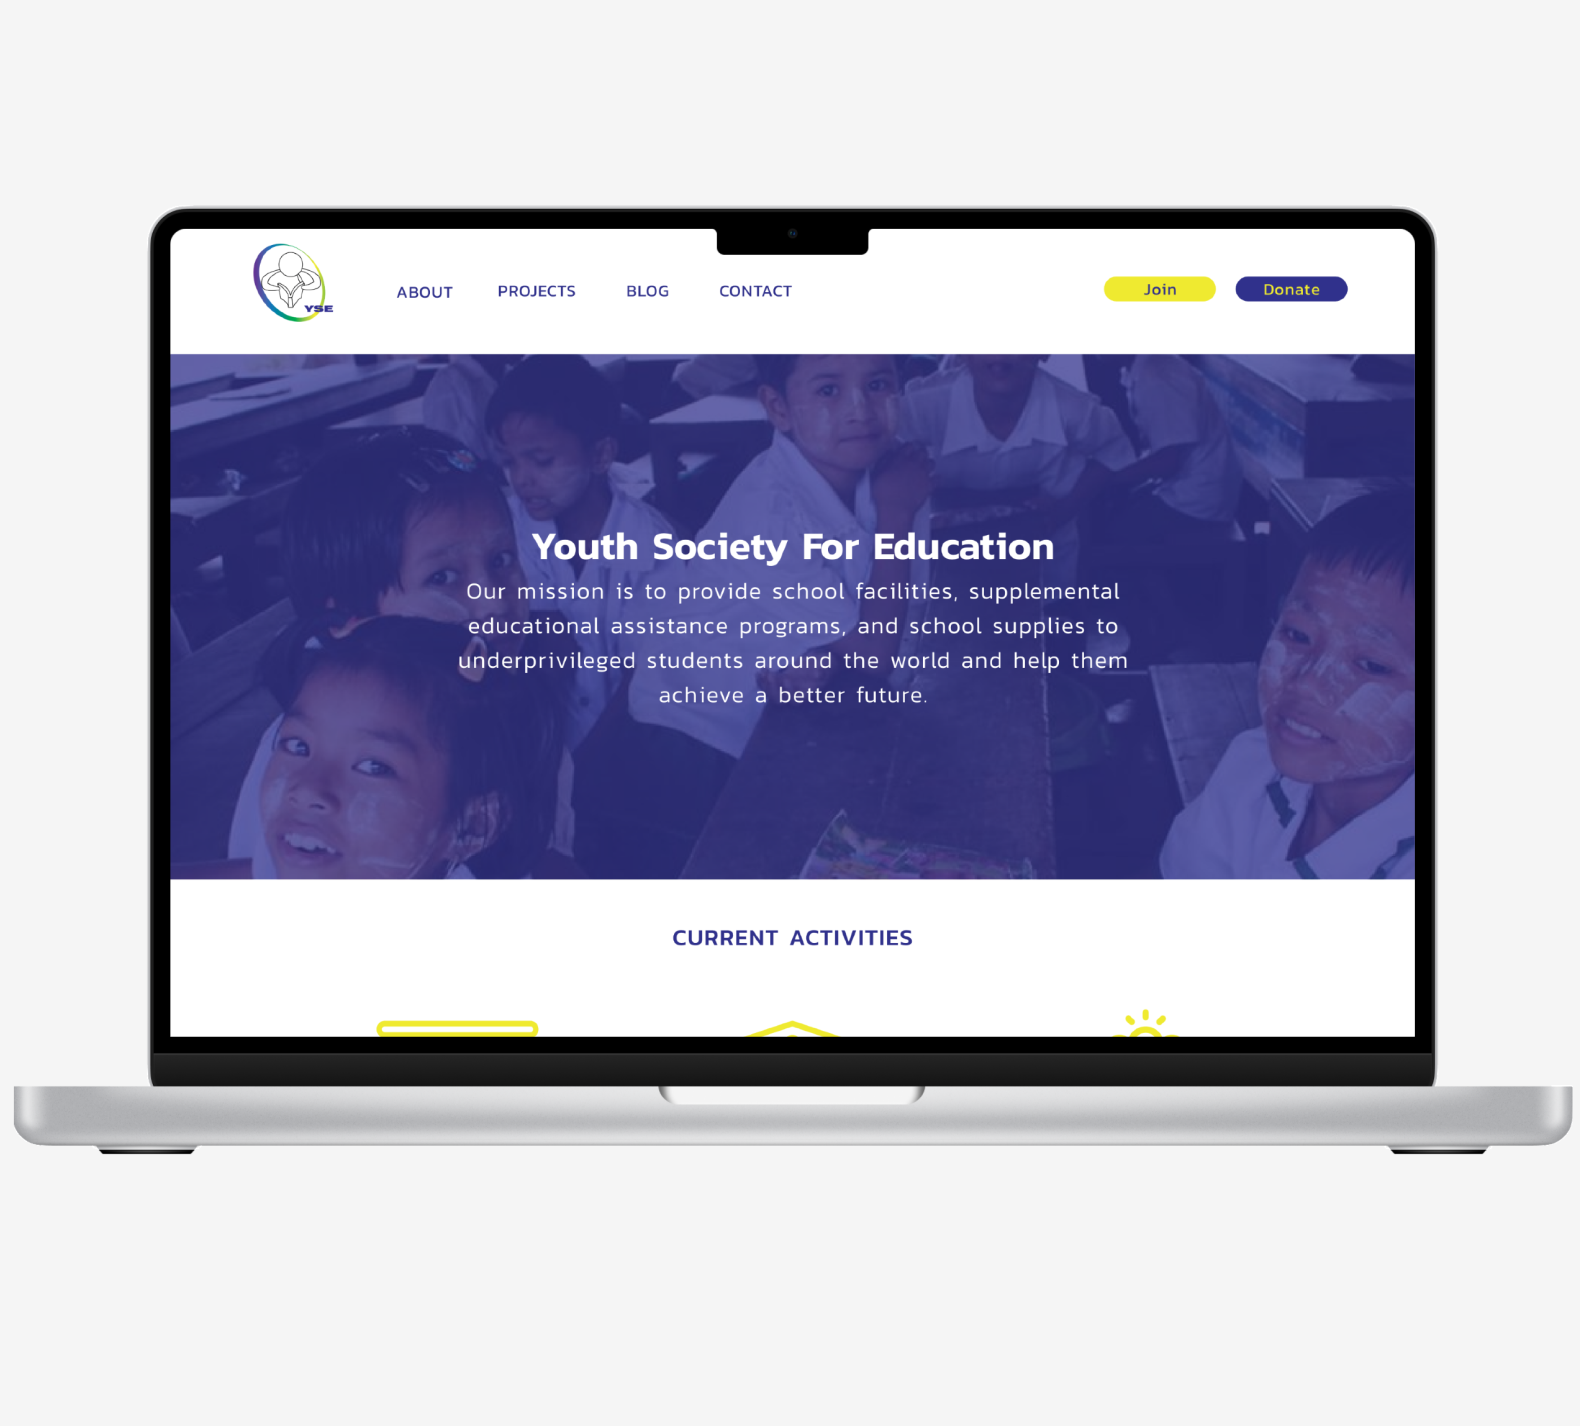 YSE
ABOUT PROJECTS BLOG CONTACT Join Donate
Youth Society For Education
Our mission is to provide school facilities, supplemental
educational assistance programs, and school supplies to
underprivileged students around the world and help them
achieve a better future.
CURRENT ACTIVITIES